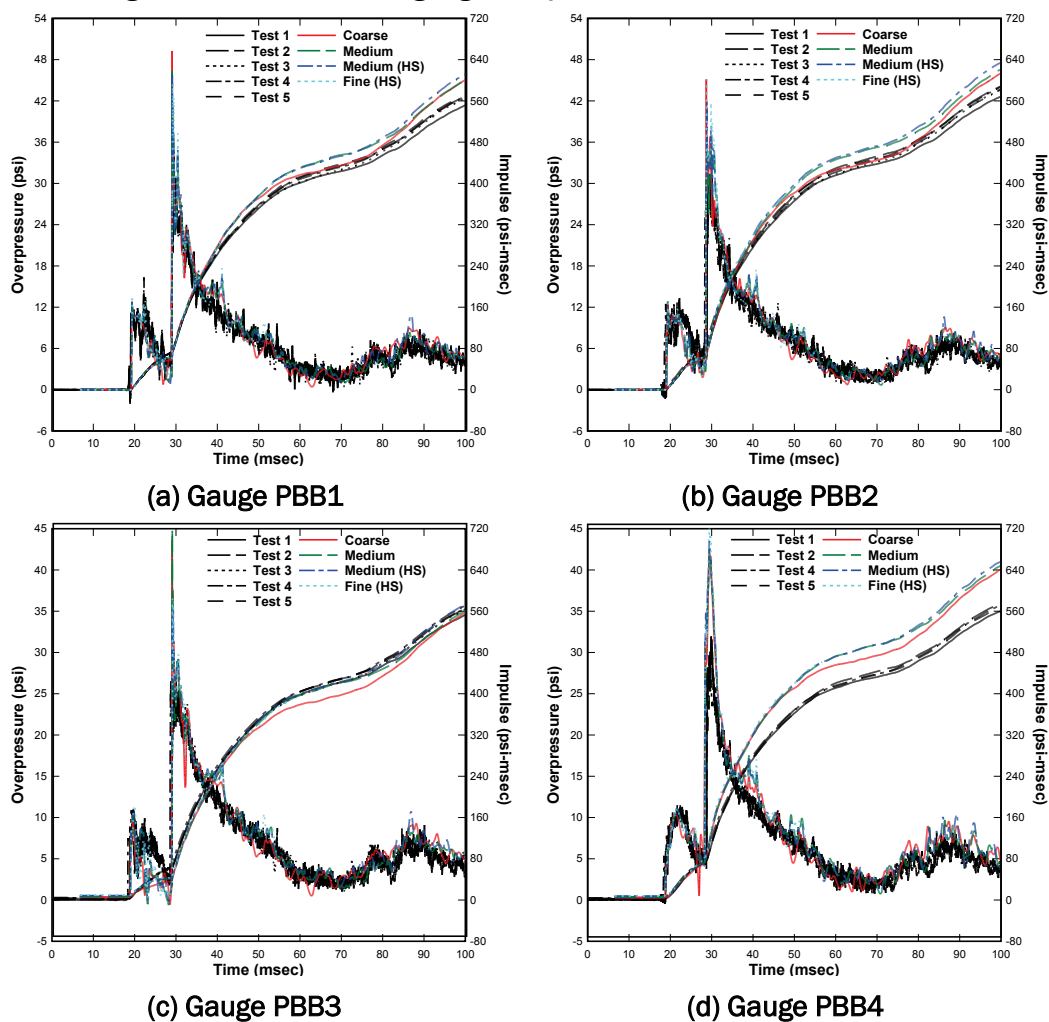 54
48
42
36
30
24
18
12
6
0
-6
Overpressure (psi)
720
640
560
480
400
320
240
160
80
0
-80
Impulse (psi-msec)
Test 1 Coarse
Test 2 Medium
Test 3 Medium (HS)
Test 4 Fine (HS)
Test 5
0 10 20 30 40 50 60 70 80 90 100
Time (msec)
(a) Gauge PBB1
54
48
42
36
30
24
18
12
6
0
-6
Overpressure (psi)
720
640
560
480
400
320
240
160
80
0
-80
Impulse (psi-msec)
Test 1 Coarse
Test 2 Medium
Test 3 Medium (HS)
Test 4 Fine (HS)
Test 5
0 10 20 30 40 50 60 70 80 90 100
Time (msec)
(b) Gauge PBB2
45
40
35
30
25
20
15
10
5
0
-5
Overpressure (psi)
720
640
560
480
400
320
240
160
80
0
-80
Impulse (psi-msec)
Test 1 Coarse
Test 2 Medium
Test 3 Medium (HS)
Test 4 Fine (HS)
Test 5
0 10 20 30 40 50 60 70 80 90 100
Time (msec)
(c) Gauge PBB3
45
40
35
30
25
20
15
10
5
0
-5
Overpressure (psi)
720
640
560
480
400
320
240
160
80
0
-80
Impulse (psi-msec)
Test 1 Coarse
Test 2 Medium
Test 4 Medium (HS)
Test 5 Fine (HS)
0 10 20 30 40 50 60 70 80 90 100
Time (msec)
(d) Gauge PBB4